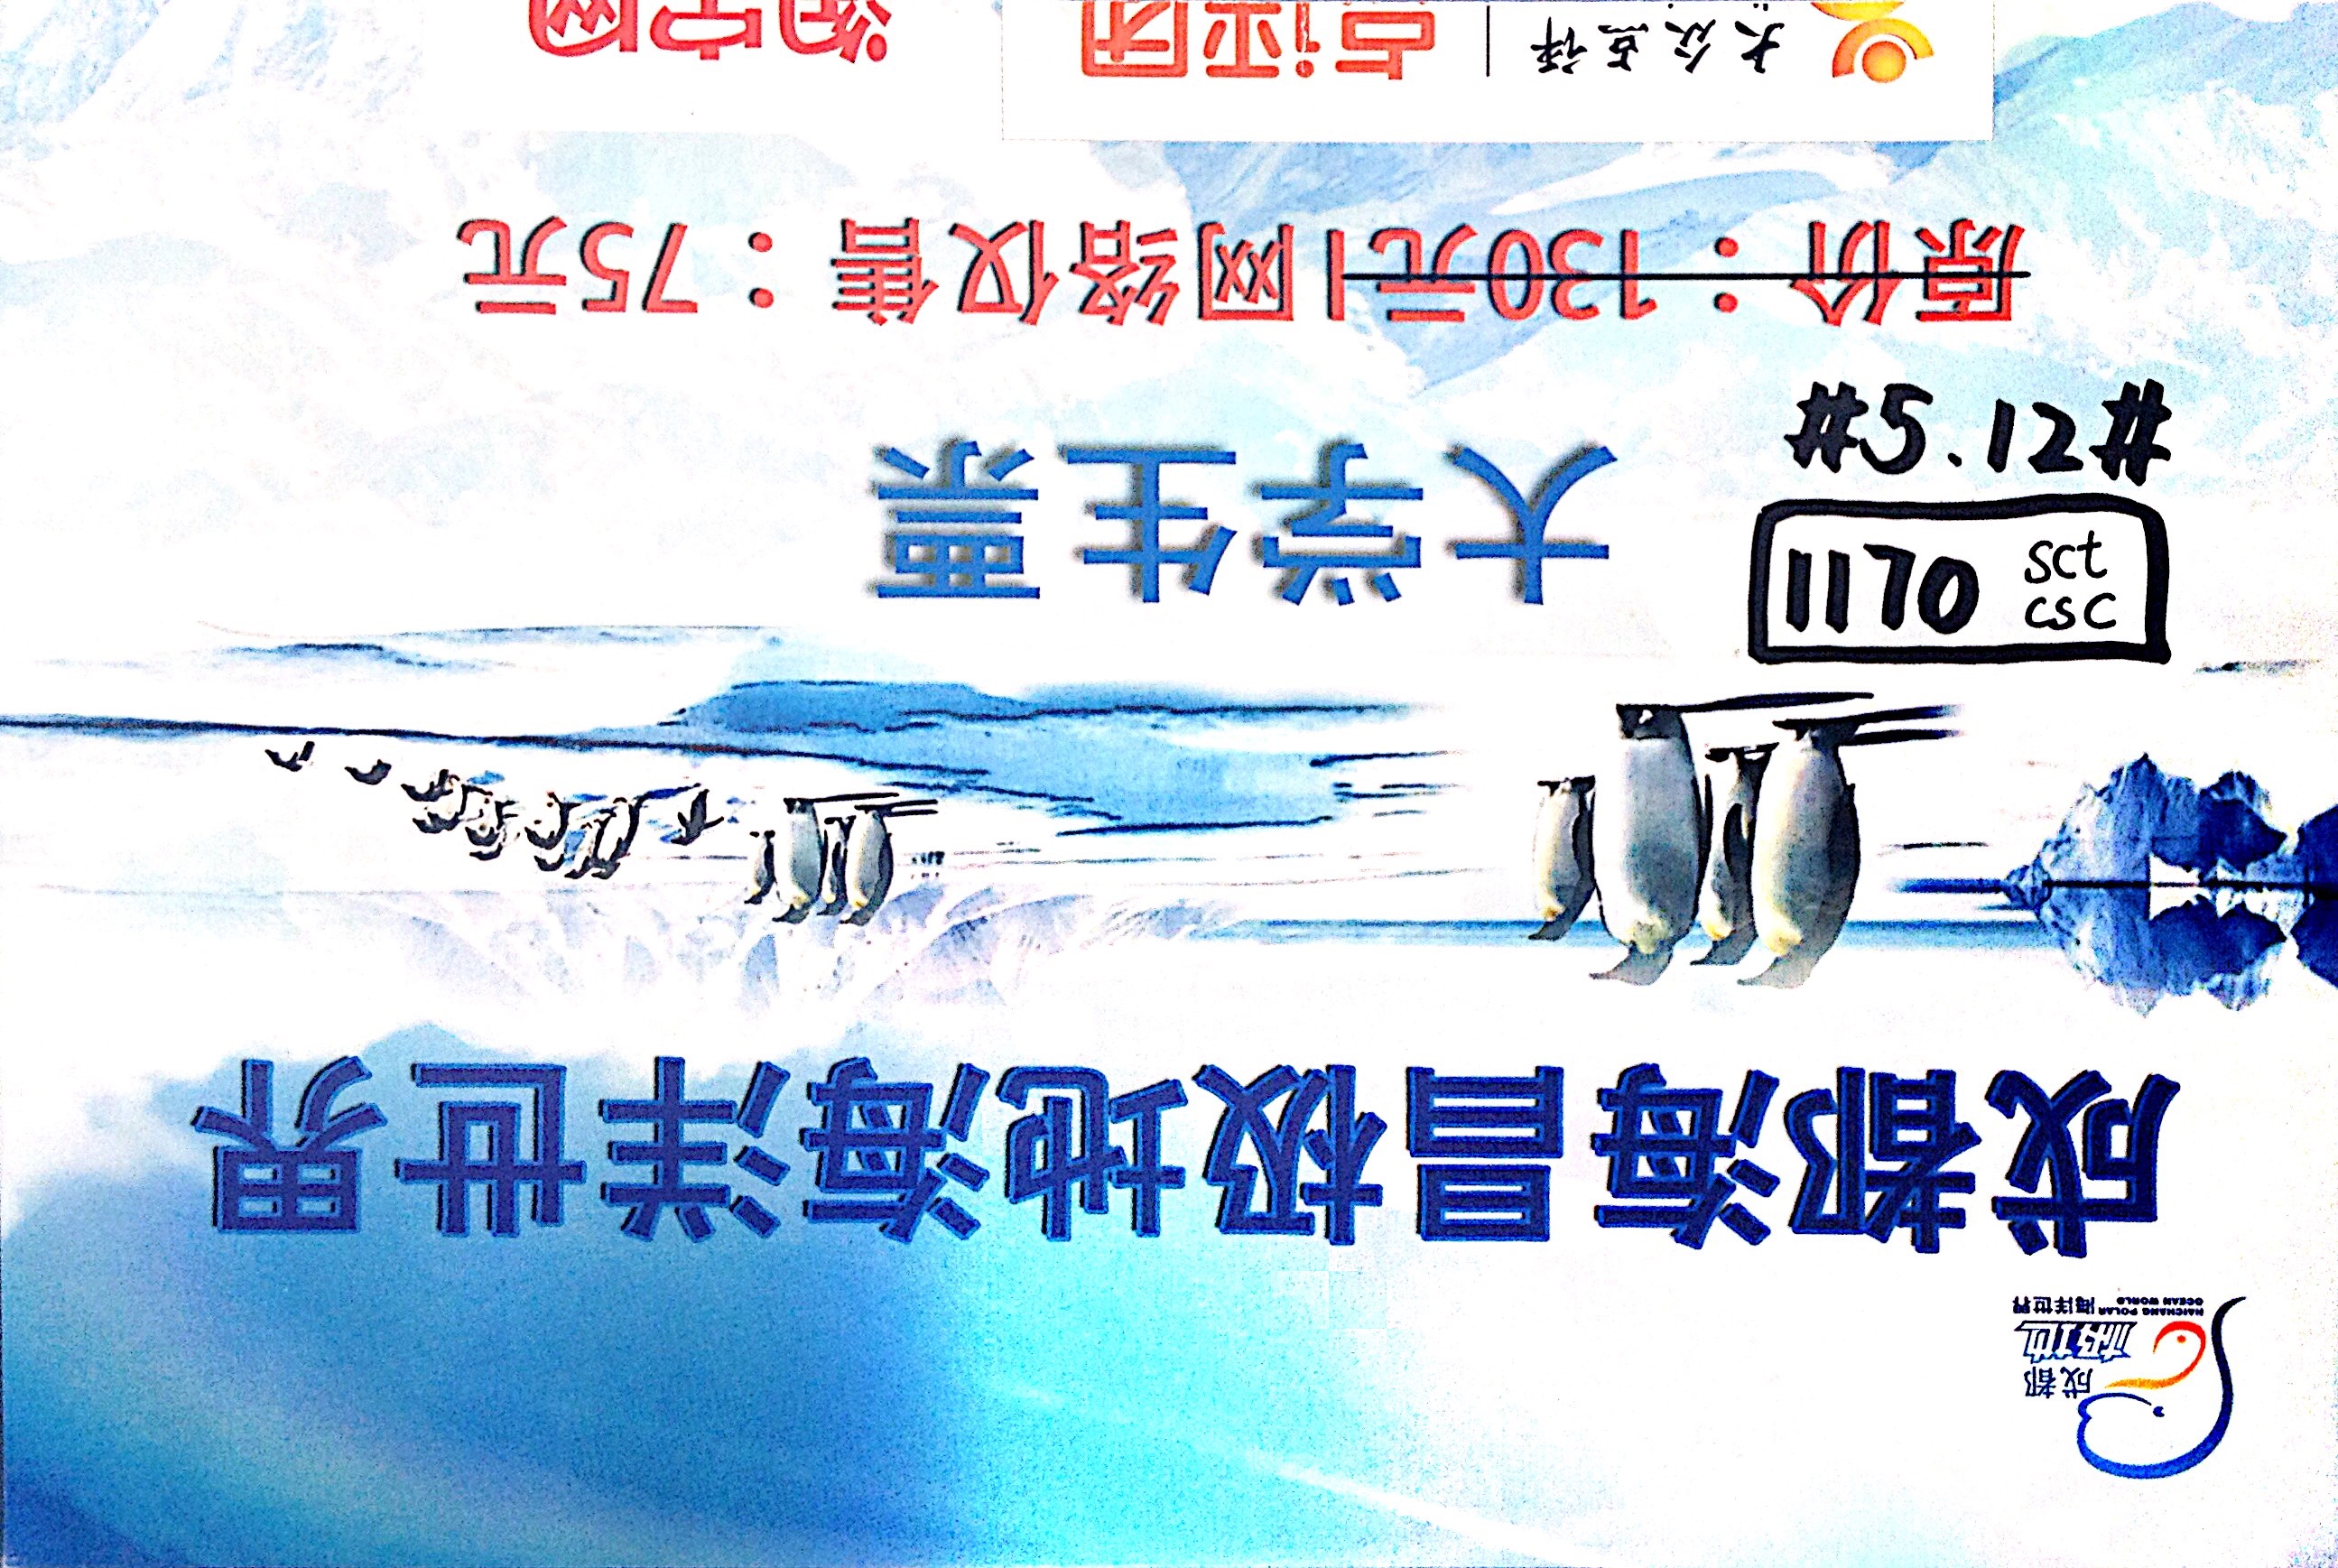 成都
极地
海洋世界
HAICHANG POLAR
OCEAN WORLD
成都海昌极地海洋世界
大学生票
原价：130元|网络仅售：75元
大众点评 | 点评团
淘宝网
#5.12#
1170 sct
csc